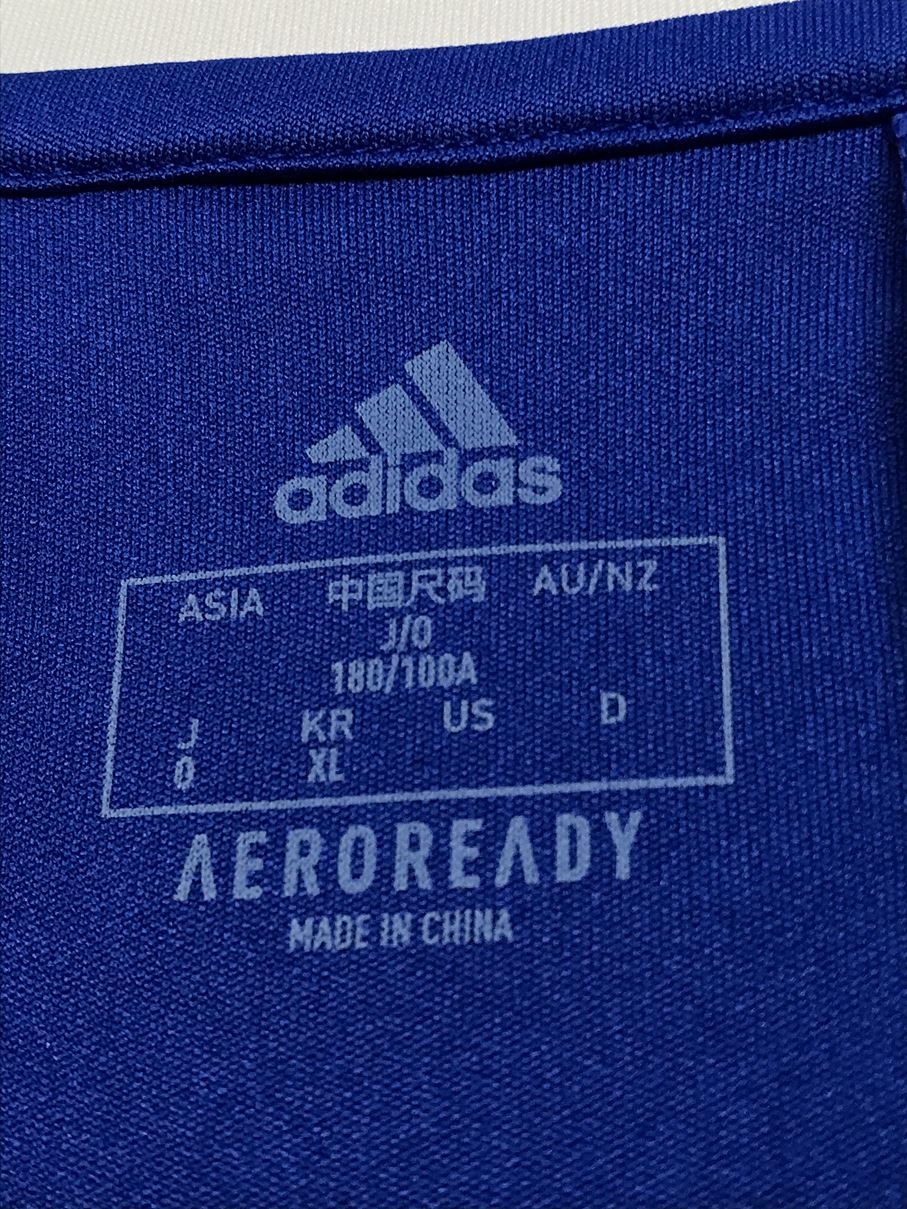 adidas
ASIA 中国尺码 AU/NZ
J/O
180/100A
J KR US D
O XL
AEROREADY
MADE IN CHINA